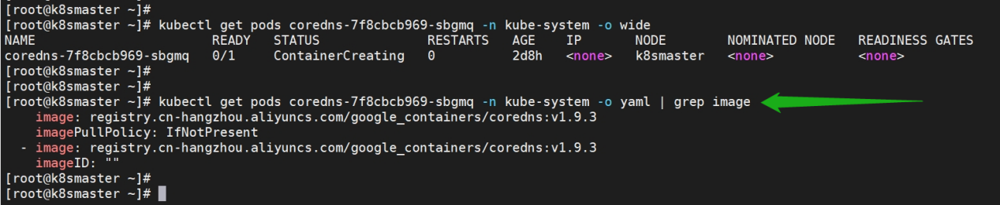 [root@k8smaster ~]#
[root@k8smaster ~]# kubectl get pods coredns-7f8cbcb969-sbgmq -n kube-system -o wide
NAME                       READY   STATUS              RESTARTS   AGE    IP       NODE        NOMINATED NODE   READINESS GATES
coredns-7f8cbcb969-sbgmq   0/1     ContainerCreating   0          2d8h   <none>   k8smaster   <none>           <none>
[root@k8smaster ~]#
[root@k8smaster ~]#
[root@k8smaster ~]# kubectl get pods coredns-7f8cbcb969-sbgmq -n kube-system -o yaml | grep image
    image: registry.cn-hangzhou.aliyuncs.com/google_containers/coredns:v1.9.3
    imagePullPolicy: IfNotPresent
  - image: registry.cn-hangzhou.aliyuncs.com/google_containers/coredns:v1.9.3
    imageID: ""
[root@k8smaster ~]#
[root@k8smaster ~]#